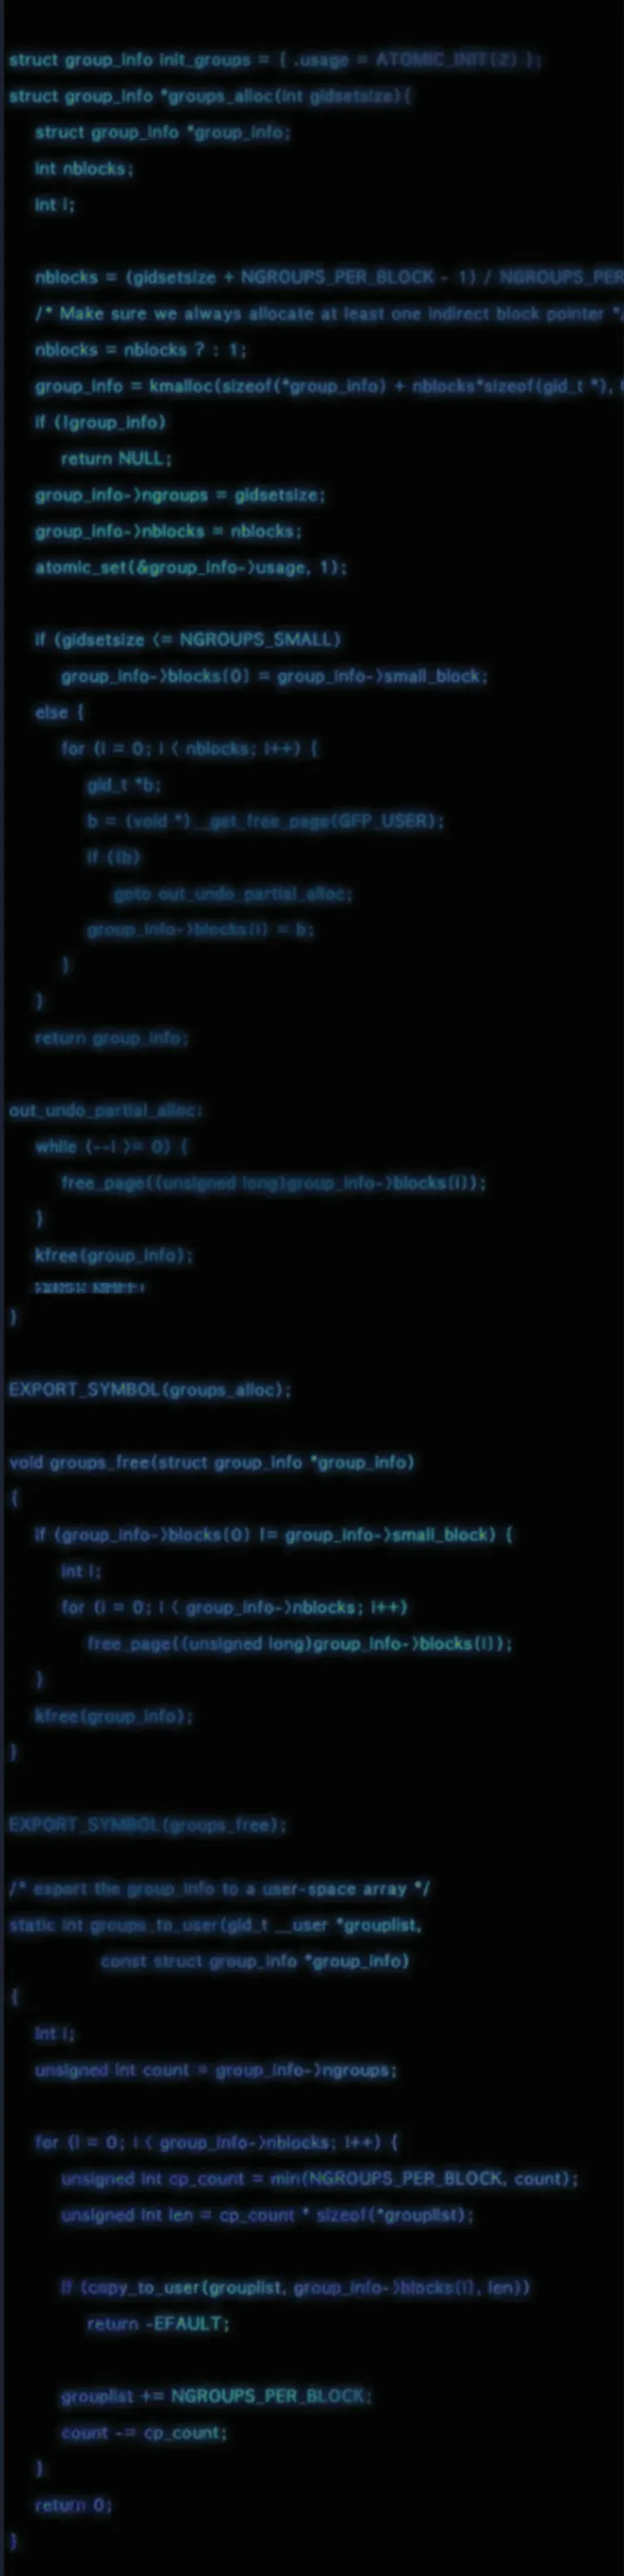 struct group_info init_groups = { .usage = ATOMIC_INIT(2) };
struct group_info *groups_alloc(int gidsetsize){
struct group_info *group_info;
int nblocks;
int i;
nblocks = (gidsetsize + NGROUPS_PER_BLOCK - 1) / NGROUPS_PER
/* Make sure we always allocate at least one indirect block pointer */
nblocks = nblocks ? : 1;
group_info = kmalloc(sizeof(*group_info) + nblocks*sizeof(gid_t *),
if (!group_info)
return NULL;
group_info->ngroups = gidsetsize;
group_info->nblocks = nblocks;
atomic_set(&group_info->usage, 1);
if (gidsetsize <= NGROUPS_SMALL)
group_info->blocks[0] = group_info->small_block;
else {
for (i = 0; i < nblocks; i++) {
gid_t *b;
b = (void *)__get_free_page(GFP_USER);
if (!b)
goto out_undo_partial_alloc;
group_info->blocks[i] = b;
}
}
return group_info;
out_undo_partial_alloc:
while (--i >= 0) {
free_page((unsigned long)group_info->blocks[i]);
}
kfree(group_info);
}
EXPORT_SYMBOL(groups_alloc);
void groups_free(struct group_info *group_info)
{
if (group_info->blocks[0] != group_info->small_block) {
int i;
for (i = 0; i < group_info->nblocks; i++)
free_page((unsigned long)group_info->blocks[i]);
}
kfree(group_info);
}
EXPORT_SYMBOL(groups_free);
/* export the group_info to a user-space array */
static int groups_to_user(gid_t __user *grouplist,
const struct group_info *group_info)
{
int i;
unsigned int count = group_info->ngroups;
for (i = 0; i < group_info->nblocks; i++) {
unsigned int cp_count = min(NGROUPS_PER_BLOCK, count);
unsigned int len = cp_count * sizeof(*grouplist);
if (copy_to_user(grouplist, group_info->blocks[i], len))
return -EFAULT;
grouplist += NGROUPS_PER_BLOCK;
count -= cp_count;
}
return 0;
}